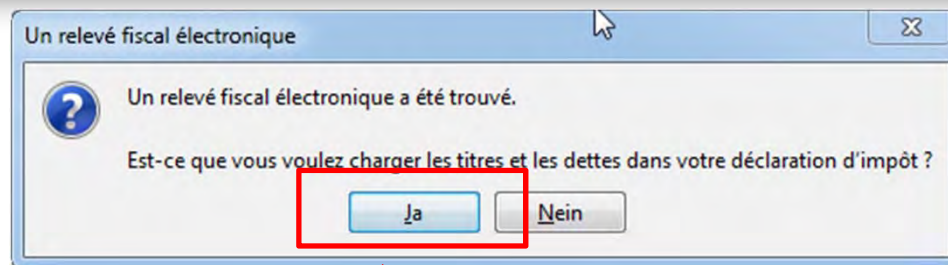 Un relevé fiscal électronique
Un relevé fiscal électronique a été trouvé.
Est-ce que vous voulez charger les titres et les dettes dans votre déclaration d'impôt ?
Ja
Nein